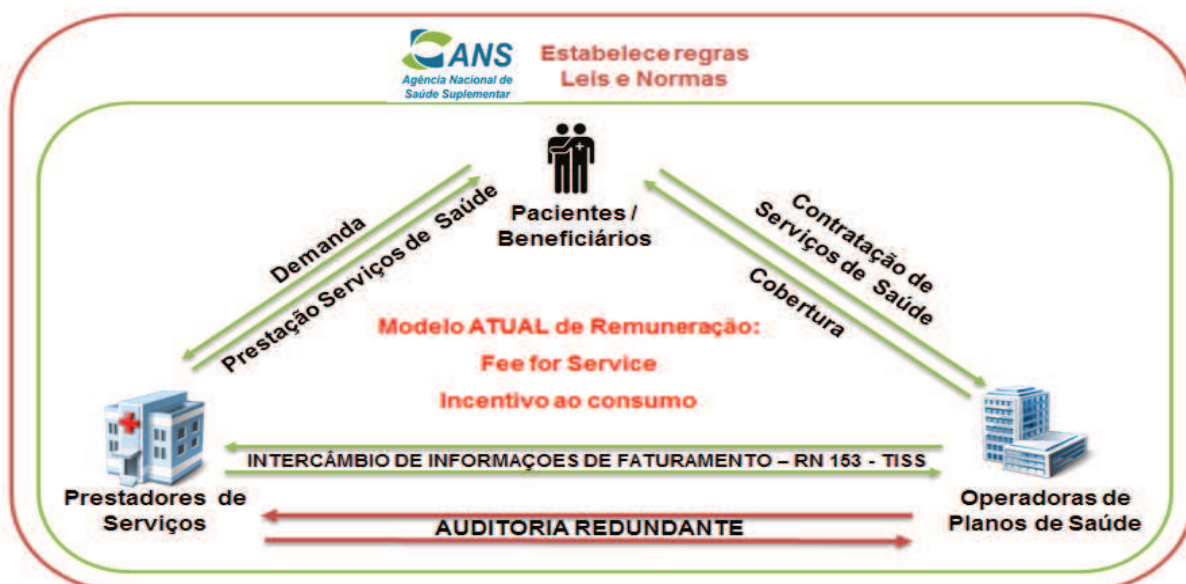 ANS
Agência Nacional de
Saúde Suplementar
Estabelece regras
Leis e Normas
Pacientes /
Beneficiários
Demanda
Prestação Serviços de Saúde
Contratação de
Serviços de Saúde
Cobertura
Modelo ATUAL de Remuneração:
Fee for Service
Incentivo ao consumo
INTERCÂMBIO DE INFORMAÇOES DE FATURAMENTO – RN 153 - TISS
Prestadores de
Serviços
Operadoras de
Planos de Saúde
AUDITORIA REDUNDANTE